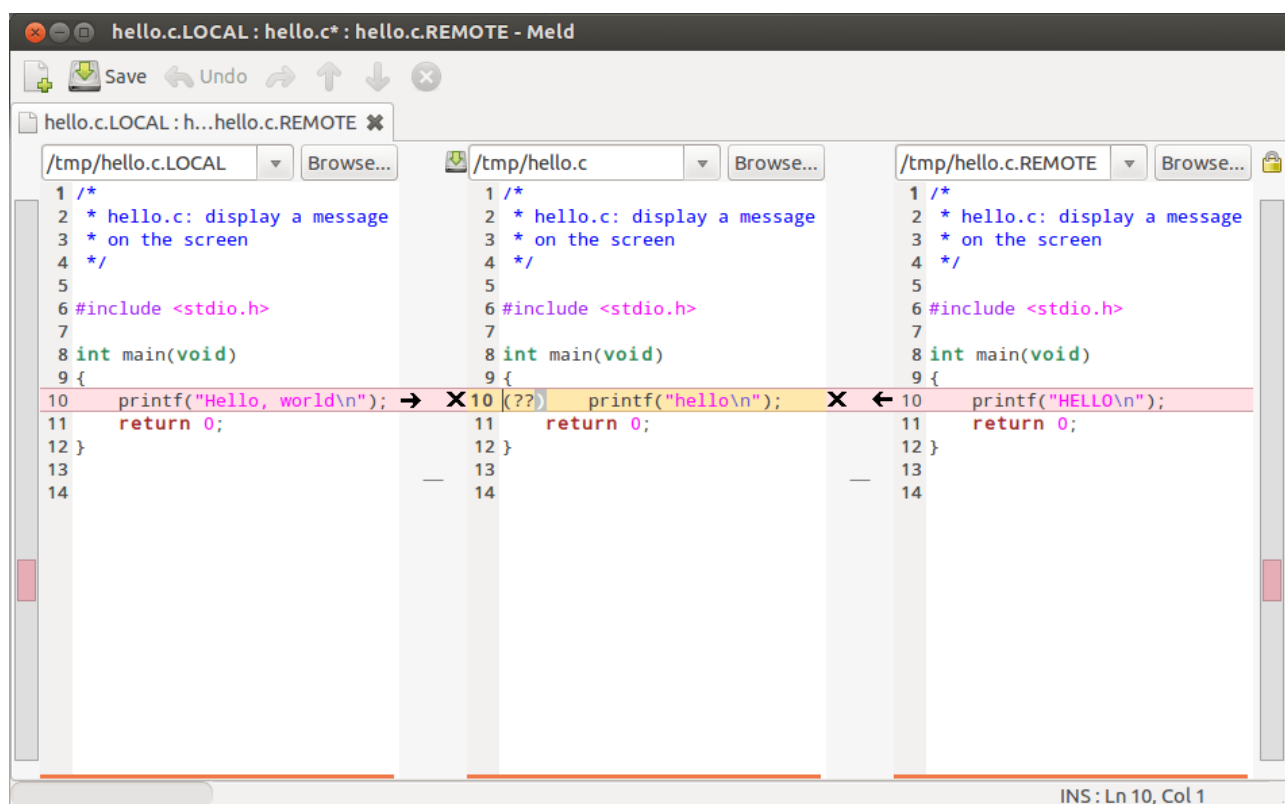 hello.c.LOCAL : hello.c* : hello.c.REMOTE - Meld
Save Undo
hello.c.LOCAL : h...hello.c.REMOTE
/tmp/hello.c.LOCAL Browse... /tmp/hello.c Browse... /tmp/hello.c.REMOTE Browse...
1 /*
2  * hello.c: display a message
3  * on the screen
4  */
5
6 #include <stdio.h>
7
8 int main(void)
9 {
10     printf("Hello, world\n");
11     return 0;
12 }
13
14
1 /*
2  * hello.c: display a message
3  * on the screen
4  */
5
6 #include <stdio.h>
7
8 int main(void)
9 {
10 (??)    printf("hello\n");
11     return 0;
12 }
13
14
1 /*
2  * hello.c: display a message
3  * on the screen
4  */
5
6 #include <stdio.h>
7
8 int main(void)
9 {
10     printf("HELLO\n");
11     return 0;
12 }
13
14
INS : Ln 10, Col 1